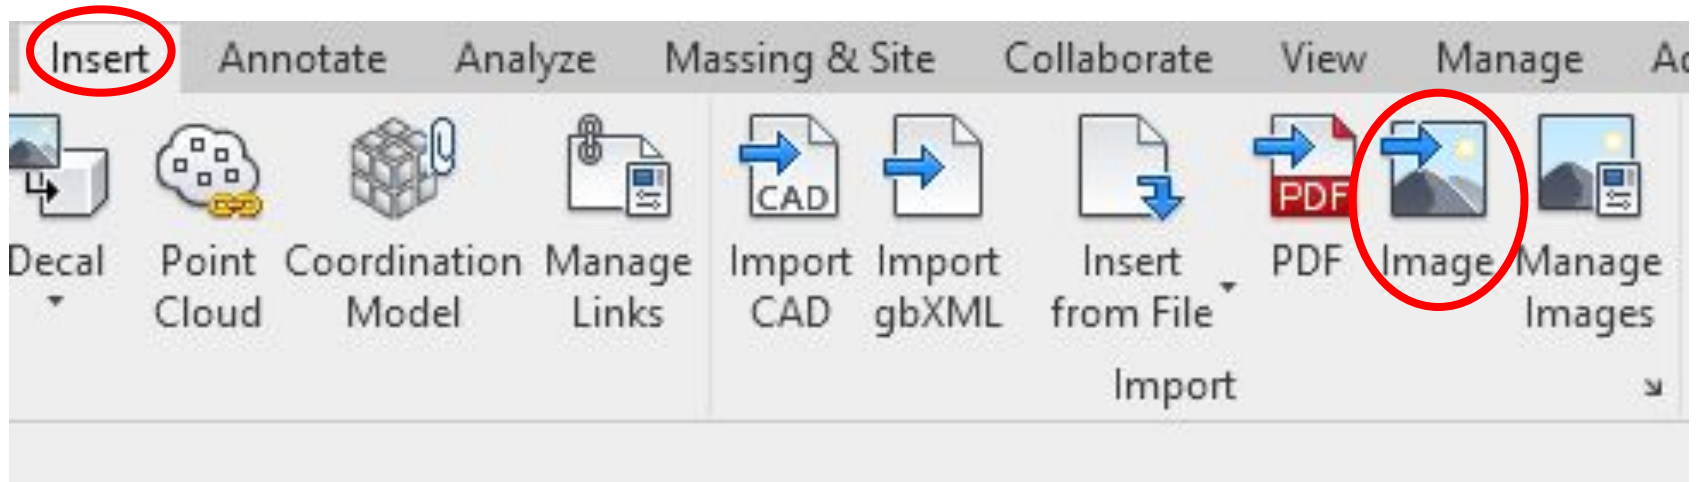 Insert Annotate Analyze Massing & Site Collaborate View Manage
CAD PDF
Decal Point Coordination Manage Import Import Insert PDF Image Manage
Cloud Model Links CAD gbXML from File Images
Import